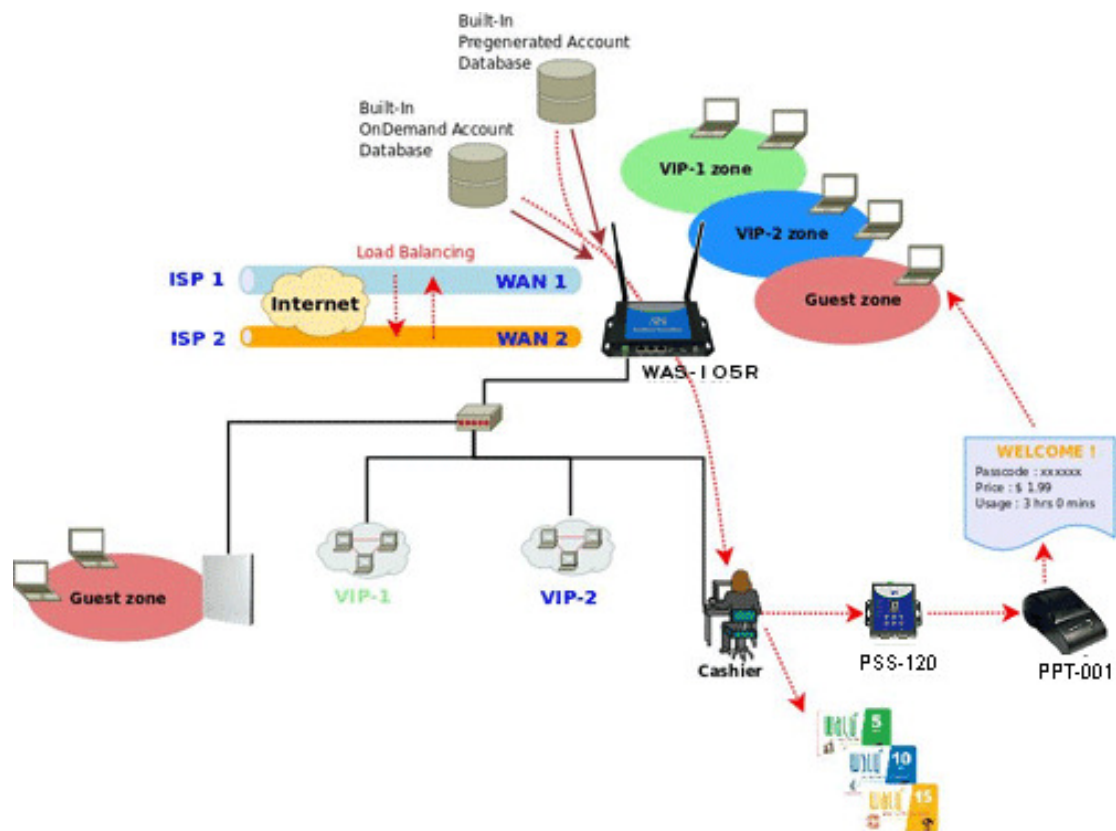 Built-In
Pregenerated Account
Database
Built-In
OnDemand Account
Database
VIP-1 zone
VIP-2 zone
Guest zone
Load Balancing
ISP 1
Internet
WAN 1
ISP 2
WAN 2
WAS-105R
WELCOME !
Passcode : xxxxxx
Price : $ 1.99
Usage : 3 hrs 0 mins
Guest zone
VIP-1
VIP-2
Cashier
PSS-120
PPT-001
5
10
15